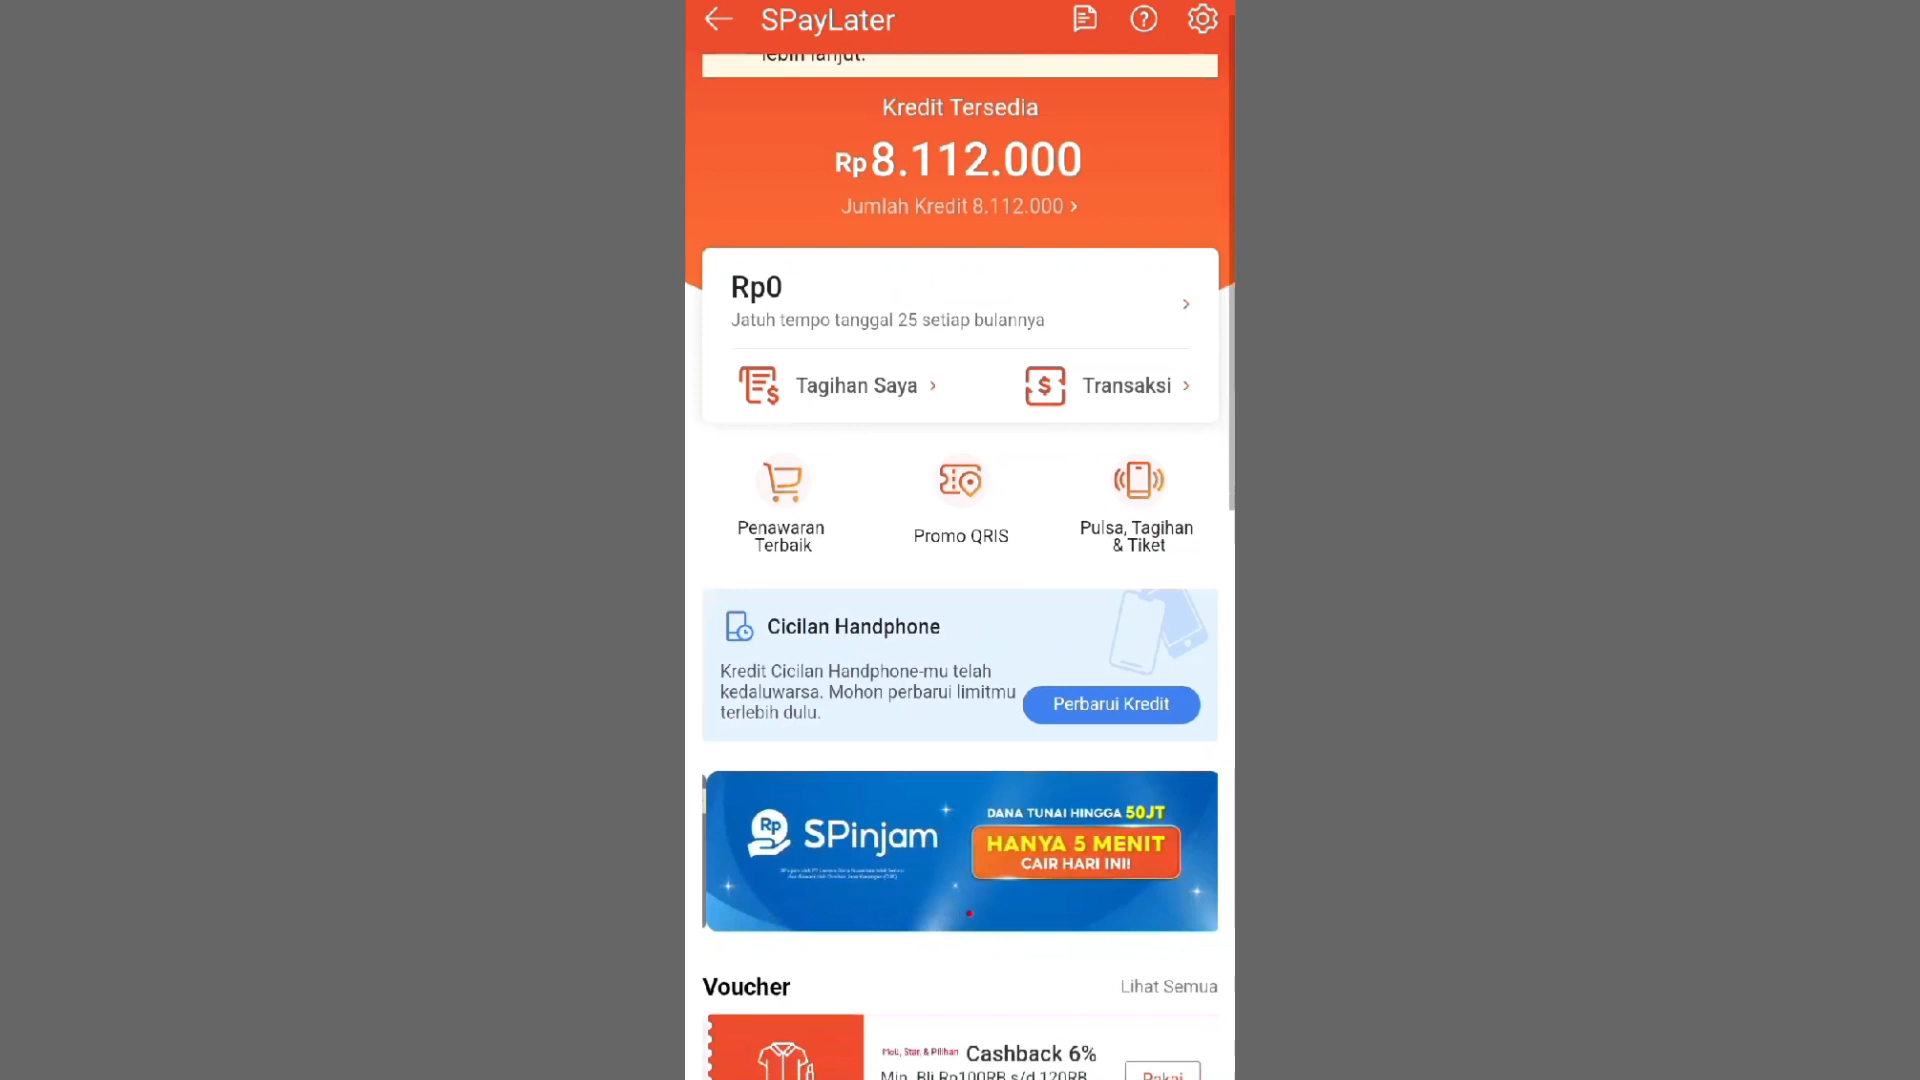 SPayLater
lebih lanjut.
Kredit Tersedia
Rp8.112.000
Jumlah Kredit 8.112.000 >
Rp0
Jatuh tempo tanggal 25 setiap bulannya
Tagihan Saya >
Transaksi >
Penawaran
Terbaik
Promo QRIS
Pulsa, Tagihan
& Tiket
Cicilan Handphone
Kredit Cicilan Handphone-mu telah
kedaluwarsa. Mohon perbarui limitmu
terlebih dulu.
Perbarui Kredit
Rp SPinjam
DANA TUNAI HINGGA 50JT
HANYA 5 MENIT
CAIR HARI INI!
Voucher
Lihat Semua
Mall, Star, & Pilihan Cashback 6%
Min. Bli Rp100RB s/d 120RB
Pakai